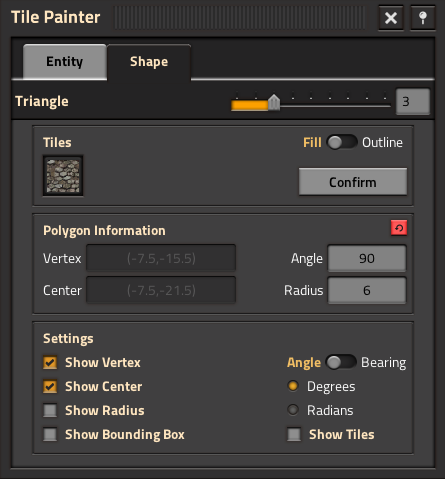 Tile Painter
Entity Shape
Triangle 3
Tiles Fill Outline
Confirm
Polygon Information
Vertex (-7.5,-15.5) Angle 90
Center (-7.5,-21.5) Radius 6
Settings
Show Vertex Angle Bearing
Show Center Degrees
Show Radius Radians
Show Bounding Box Show Tiles